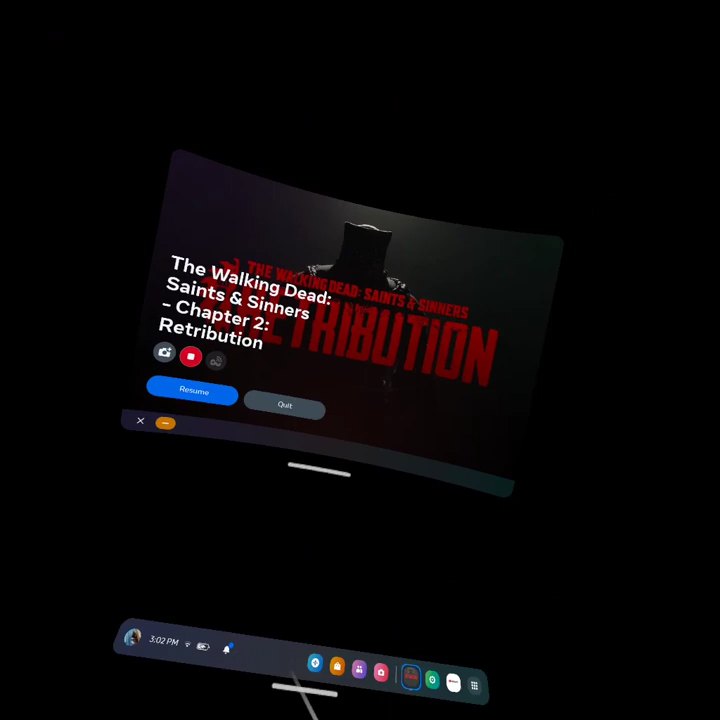 THE WALKING DEAD: SAINTS & SINNERS
RETRIBUTION
The Walking Dead:
Saints & Sinners
- Chapter 2:
Retribution
Resume
Quit
3:02 PM